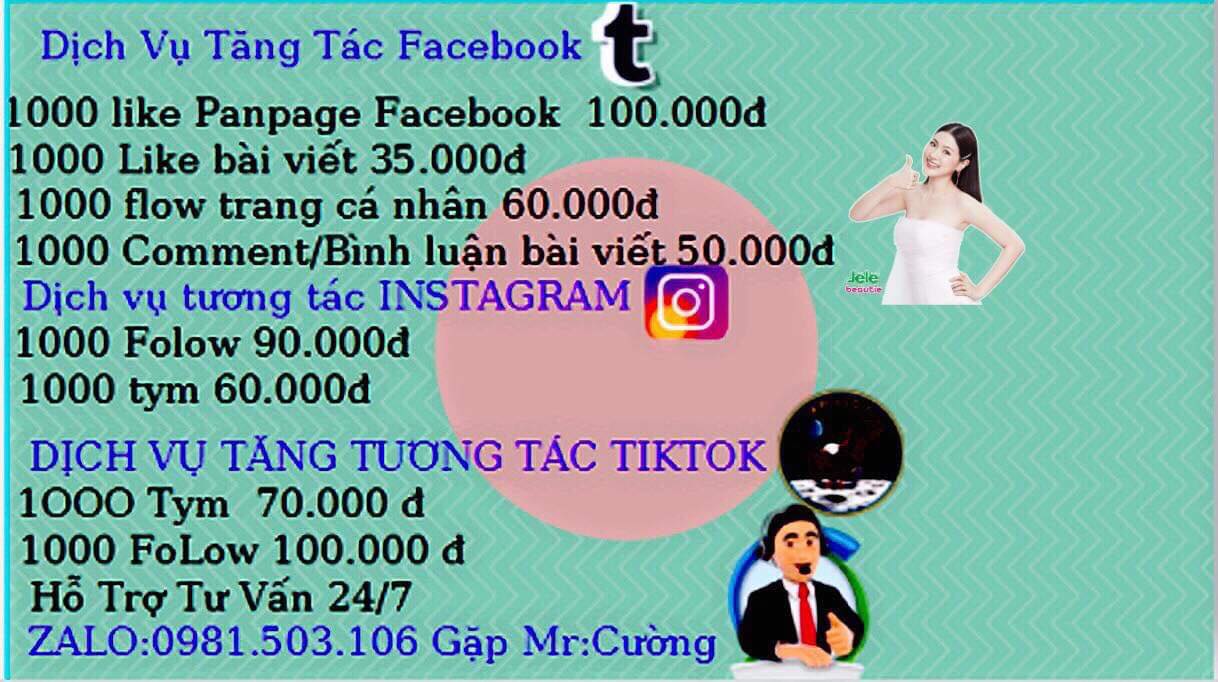 Dịch Vụ Tăng Tác Facebook
t
1000 like Panpage Facebook 100.000đ
1000 Like bài viết 35.000đ
1000 flow trang cá nhân 60.000đ
1000 Comment/Bình luận bài viết 50.000đ
Jele
beautie
Dịch vụ tương tác INSTAGRAM
1000 Folow 90.000đ
1000 tym 60.000đ
DỊCH VỤ TĂNG TƯƠNG TÁC TIKTOK
1OOO Tym 70.000 đ
1000 FoLow 100.000 đ
Hỗ Trợ Tư Vấn 24/7
ZALO:0981.503.106 Gặp Mr:Cường